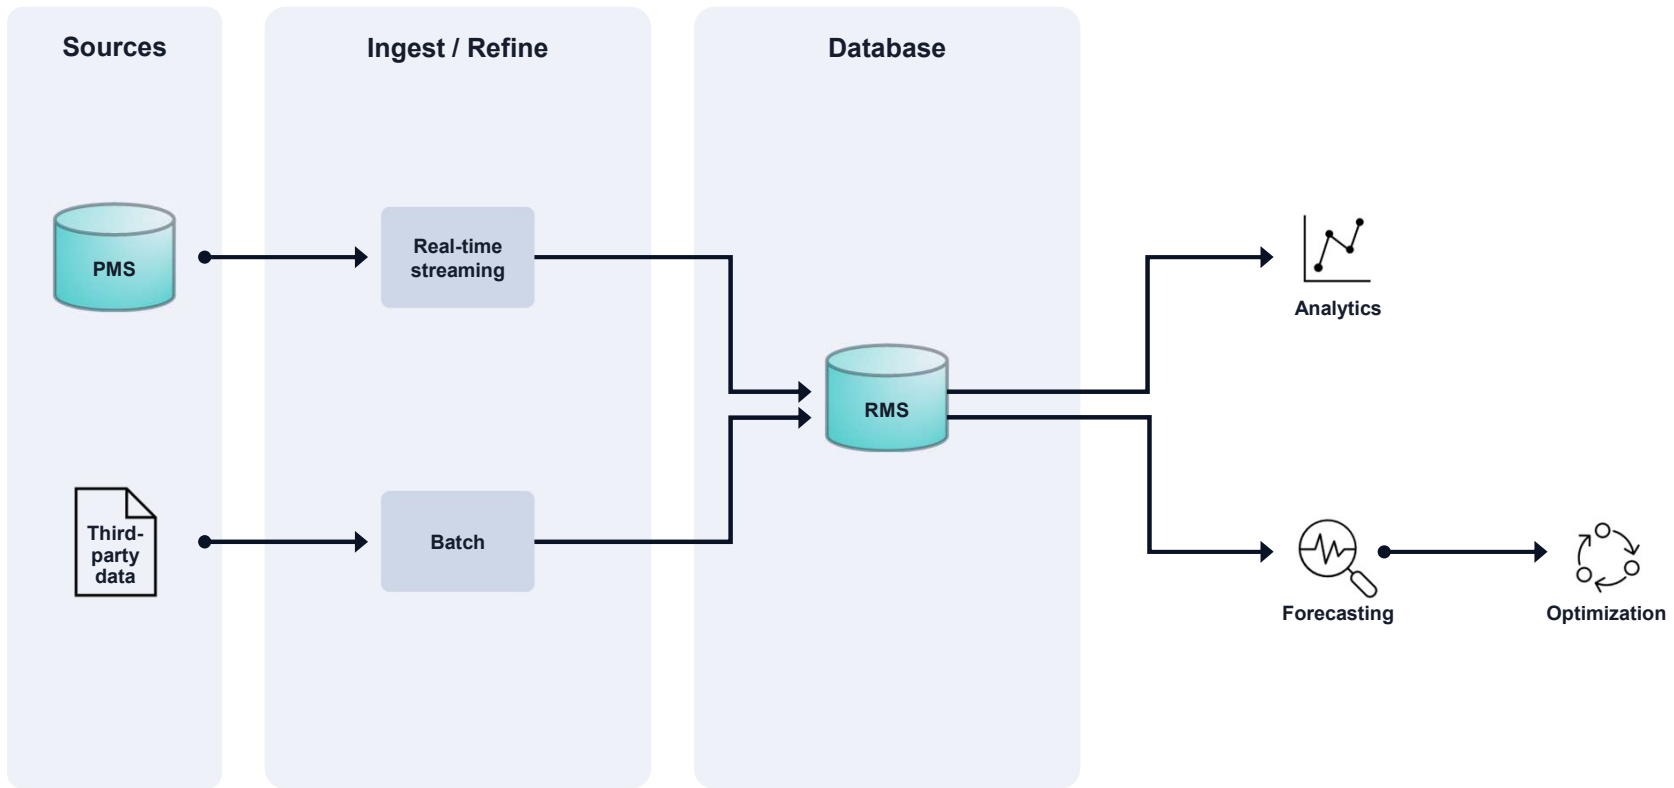 Sources
Ingest / Refine
Database
PMS
Real-time
streaming
Analytics
RMS
Third-
party
data
Batch
Forecasting
Optimization